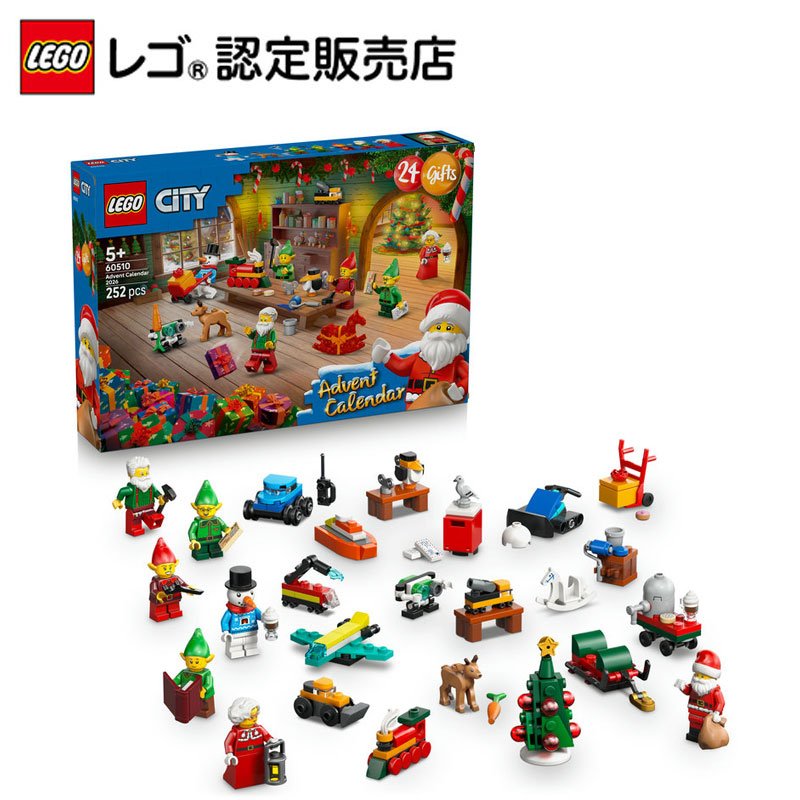 LEGO レゴ® 認定販売店
LEGO CITY
24 Gifts
5+
60510
Advent Calendar
2026
252 pcs
Advent
Calendar